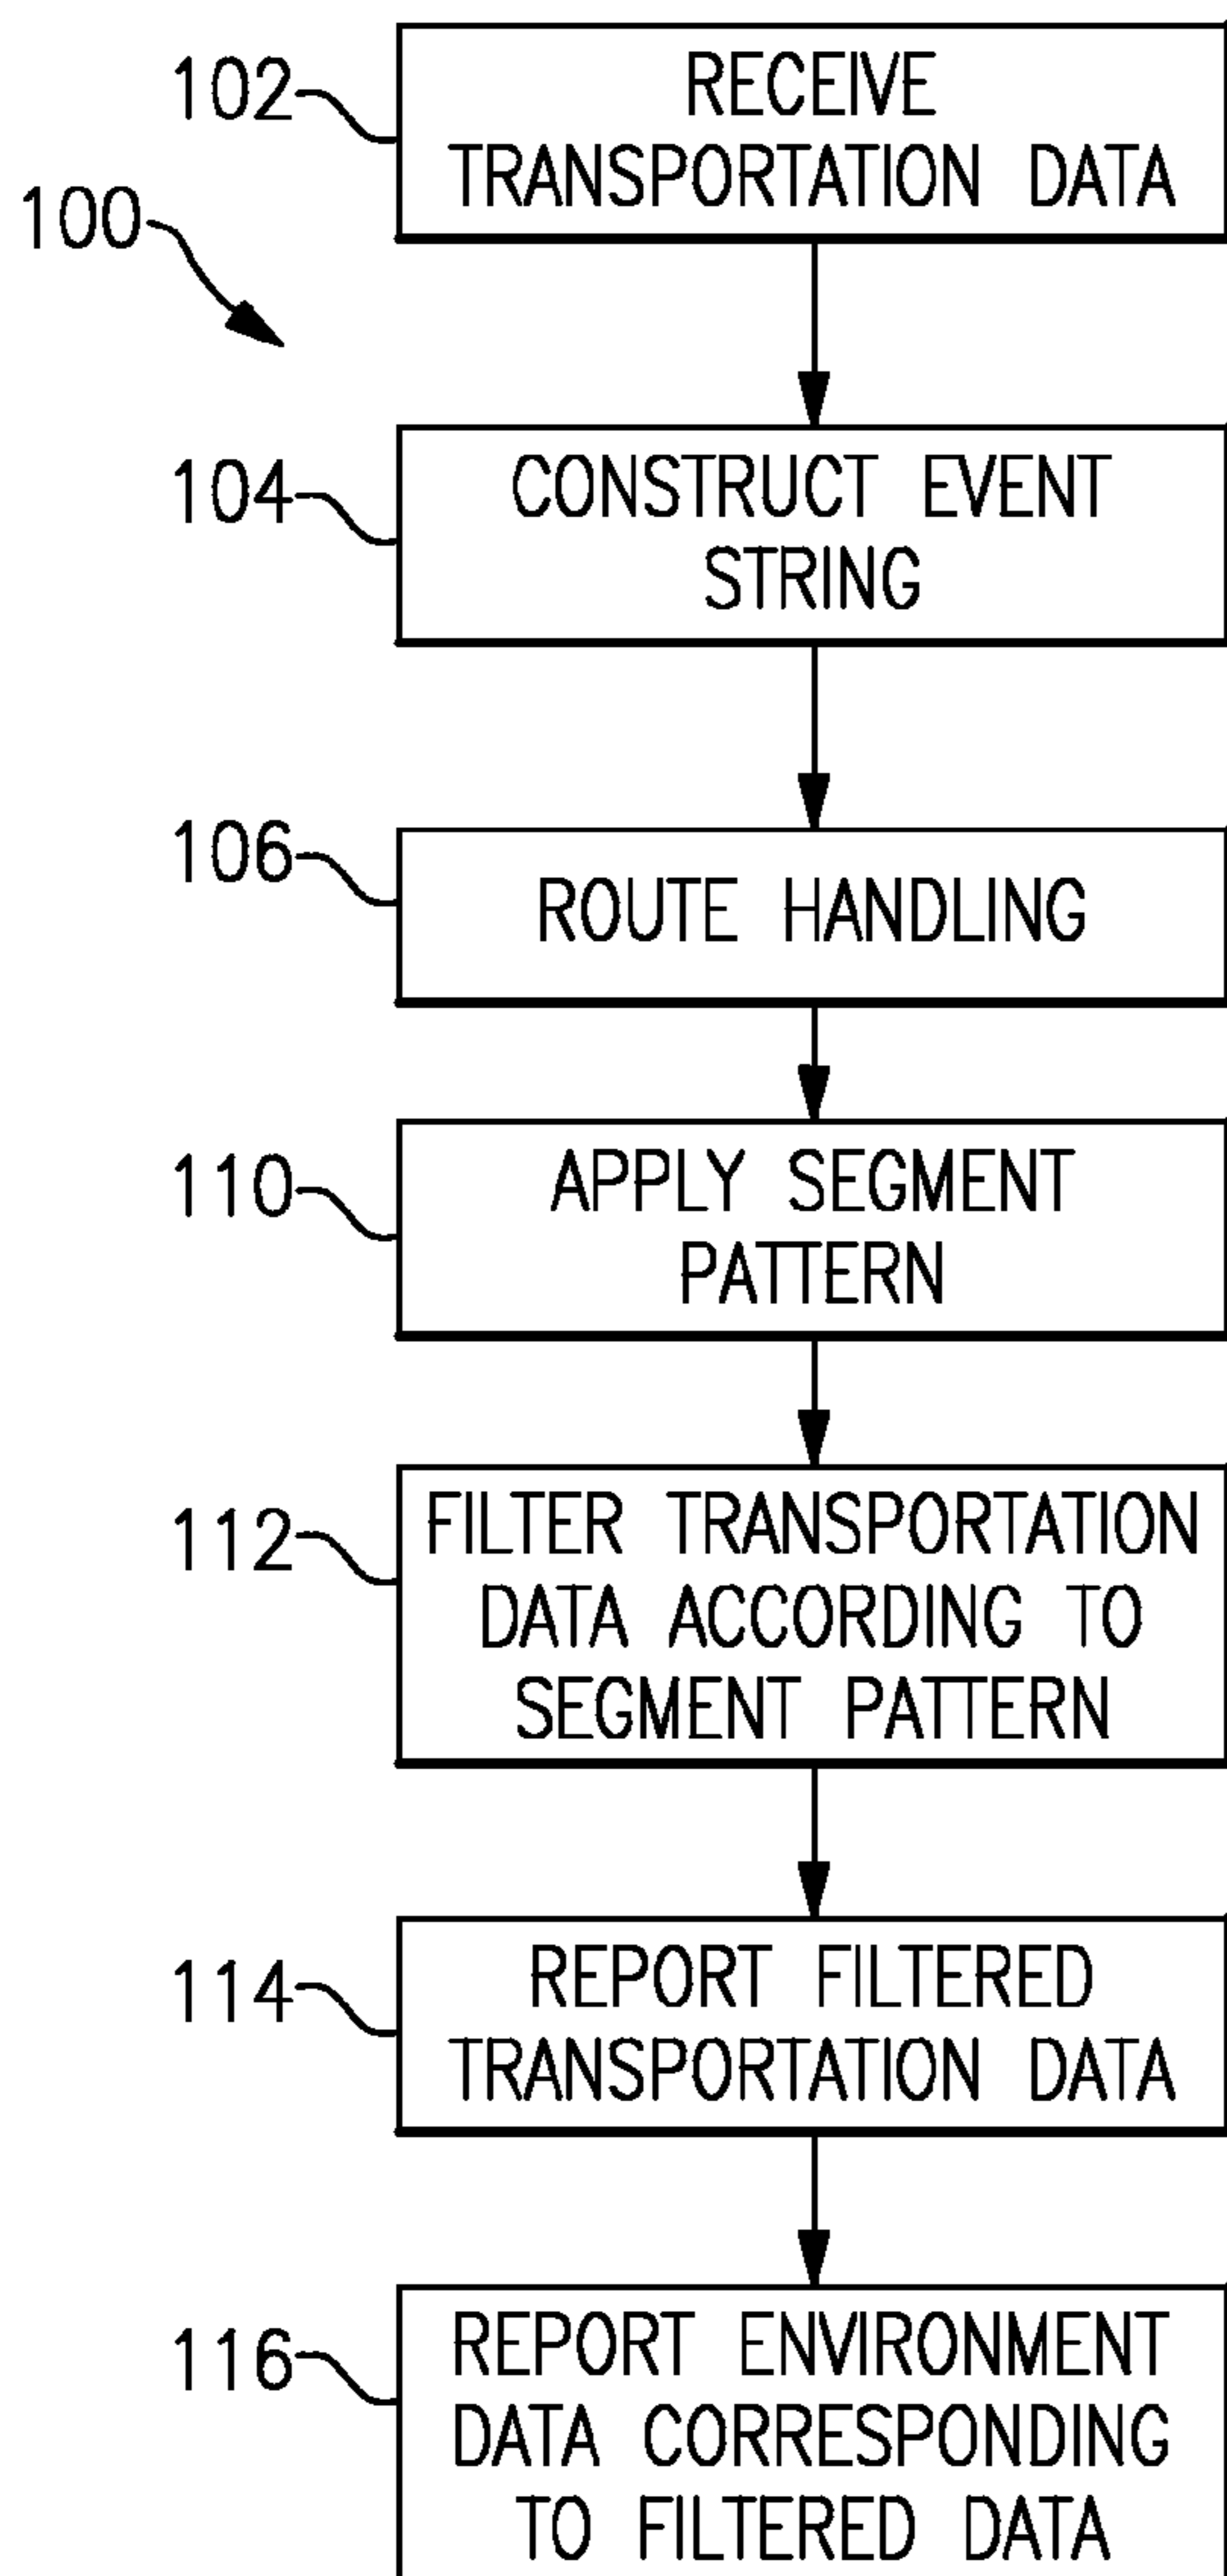 102
RECEIVE
TRANSPORTATION DATA
100
104
CONSTRUCT EVENT
STRING
106
ROUTE HANDLING
110
APPLY SEGMENT
PATTERN
112
FILTER TRANSPORTATION
DATA ACCORDING TO
SEGMENT PATTERN
114
REPORT FILTERED
TRANSPORTATION DATA
116
REPORT ENVIRONMENT
DATA CORRESPONDING
TO FILTERED DATA